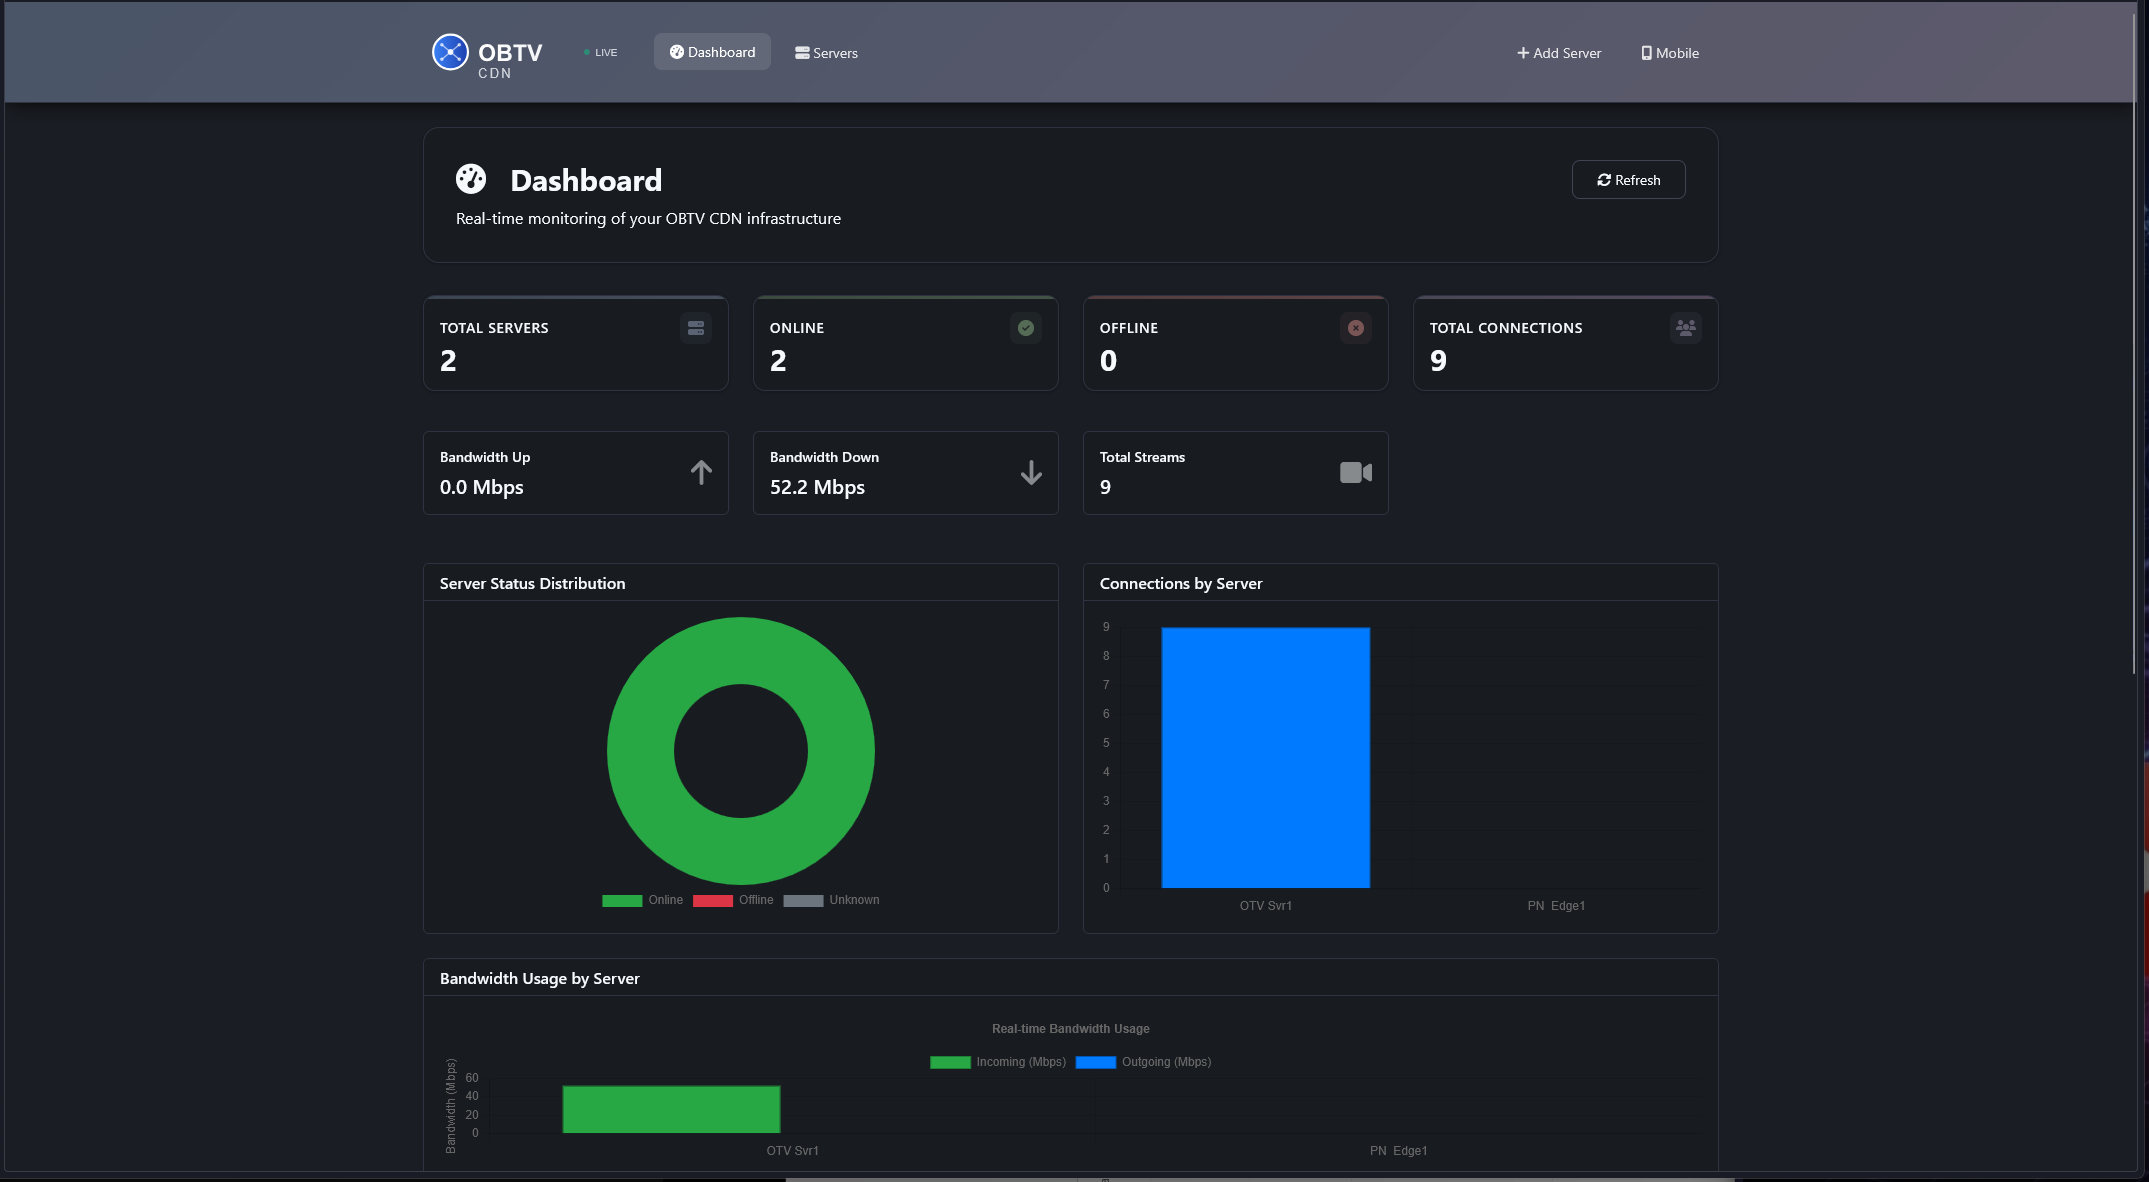 OBTV
CDN
LIVE
Dashboard
Servers
Add Server
Mobile
Dashboard
Refresh
Real-time monitoring of your OBTV CDN infrastructure
TOTAL SERVERS
2
ONLINE
2
OFFLINE
0
TOTAL CONNECTIONS
9
Bandwidth Up
0.0 Mbps
Bandwidth Down
52.2 Mbps
Total Streams
9
Server Status Distribution
Online Offline Unknown
Connections by Server
9
8
7
6
5
4
3
2
1
0
OTV Svr1 PN Edge1
Bandwidth Usage by Server
Real-time Bandwidth Usage
Incoming (Mbps) Outgoing (Mbps)
Bandwidth (Mbps)
60
40
20
0
OTV Svr1 PN Edge1